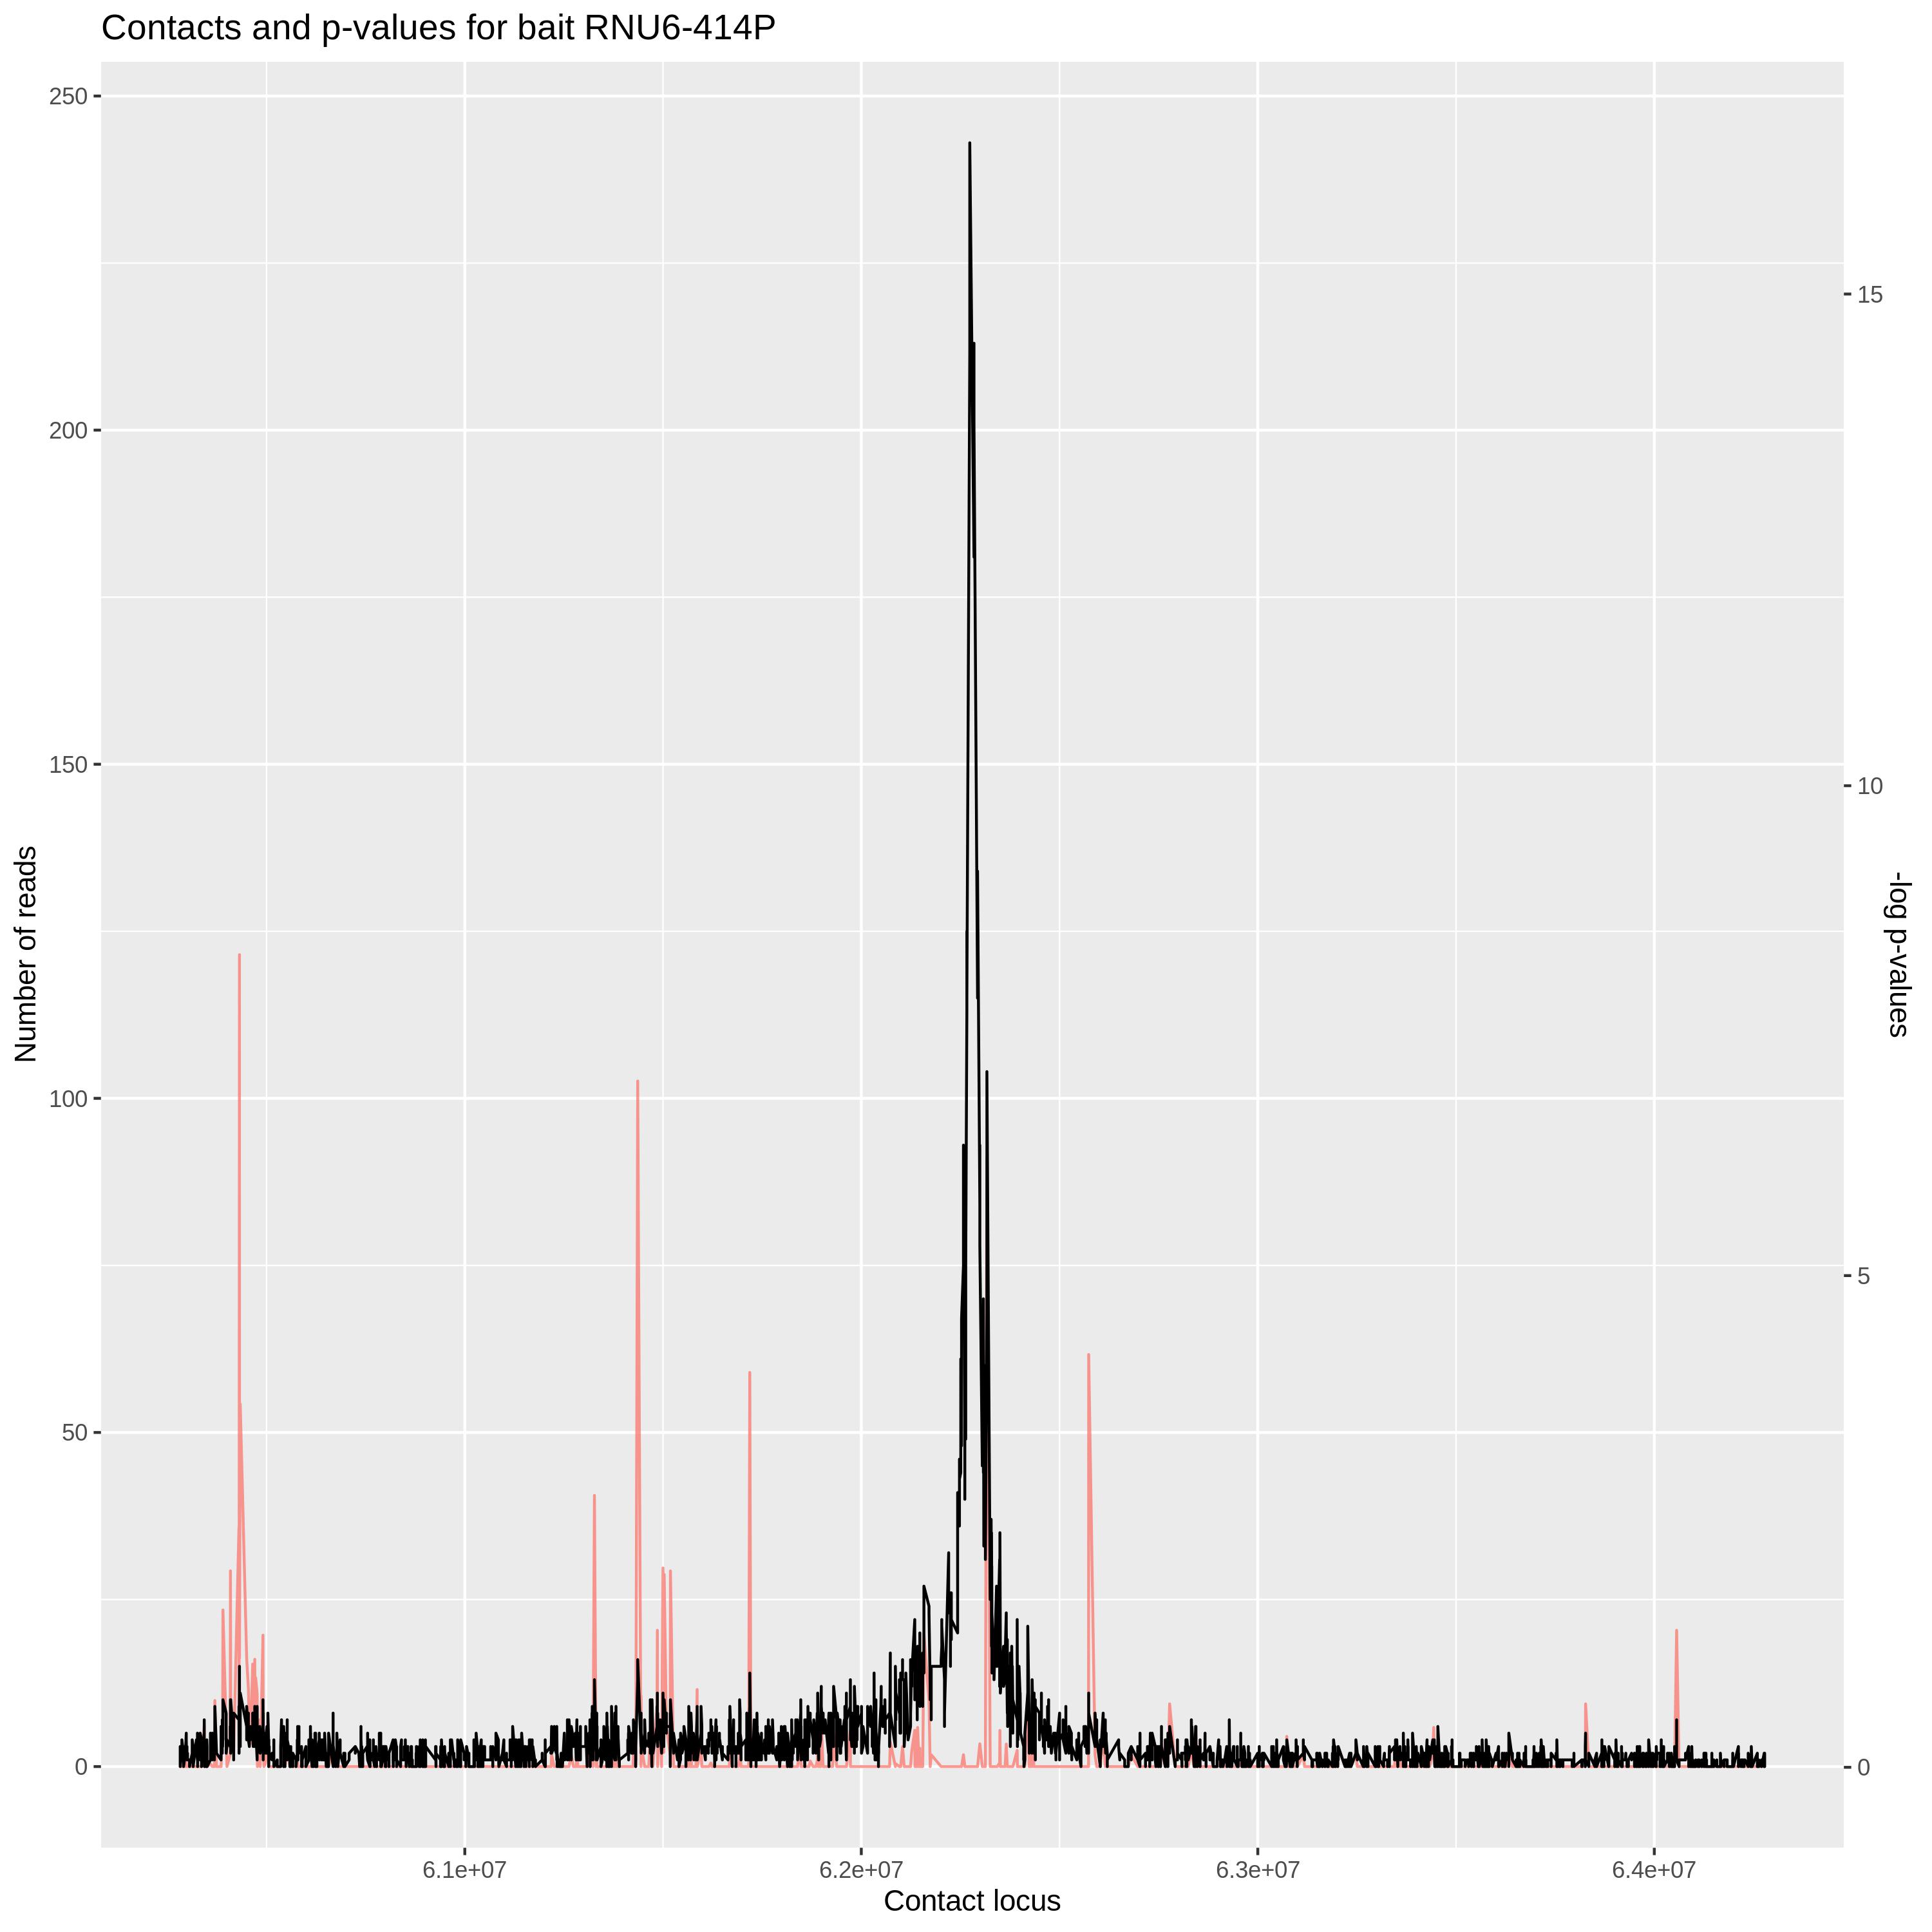 Contacts and p-values for bait RNU6-414P
250
200
150
100
50
0
Number of reads
15
10
5
0
-log p-values
6.1e+07
6.2e+07
6.3e+07
6.4e+07
Contact locus